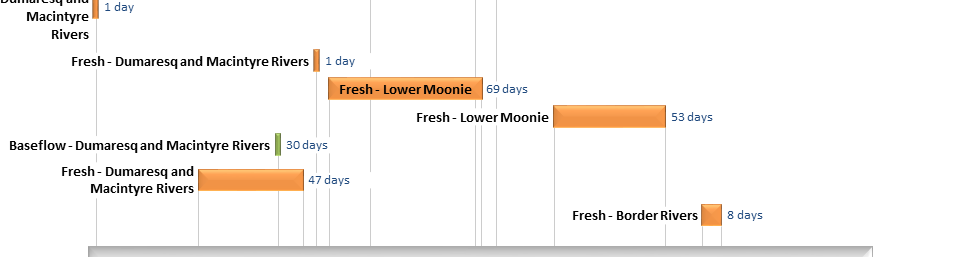 Dumaresq and
Macintyre
Rivers
1 day
Fresh - Dumaresq and Macintyre Rivers
1 day
Fresh - Lower Moonie
69 days
Fresh - Lower Moonie
53 days
Baseflow - Dumaresq and Macintyre Rivers
30 days
Fresh - Dumaresq and
Macintyre Rivers
47 days
Fresh - Border Rivers
8 days